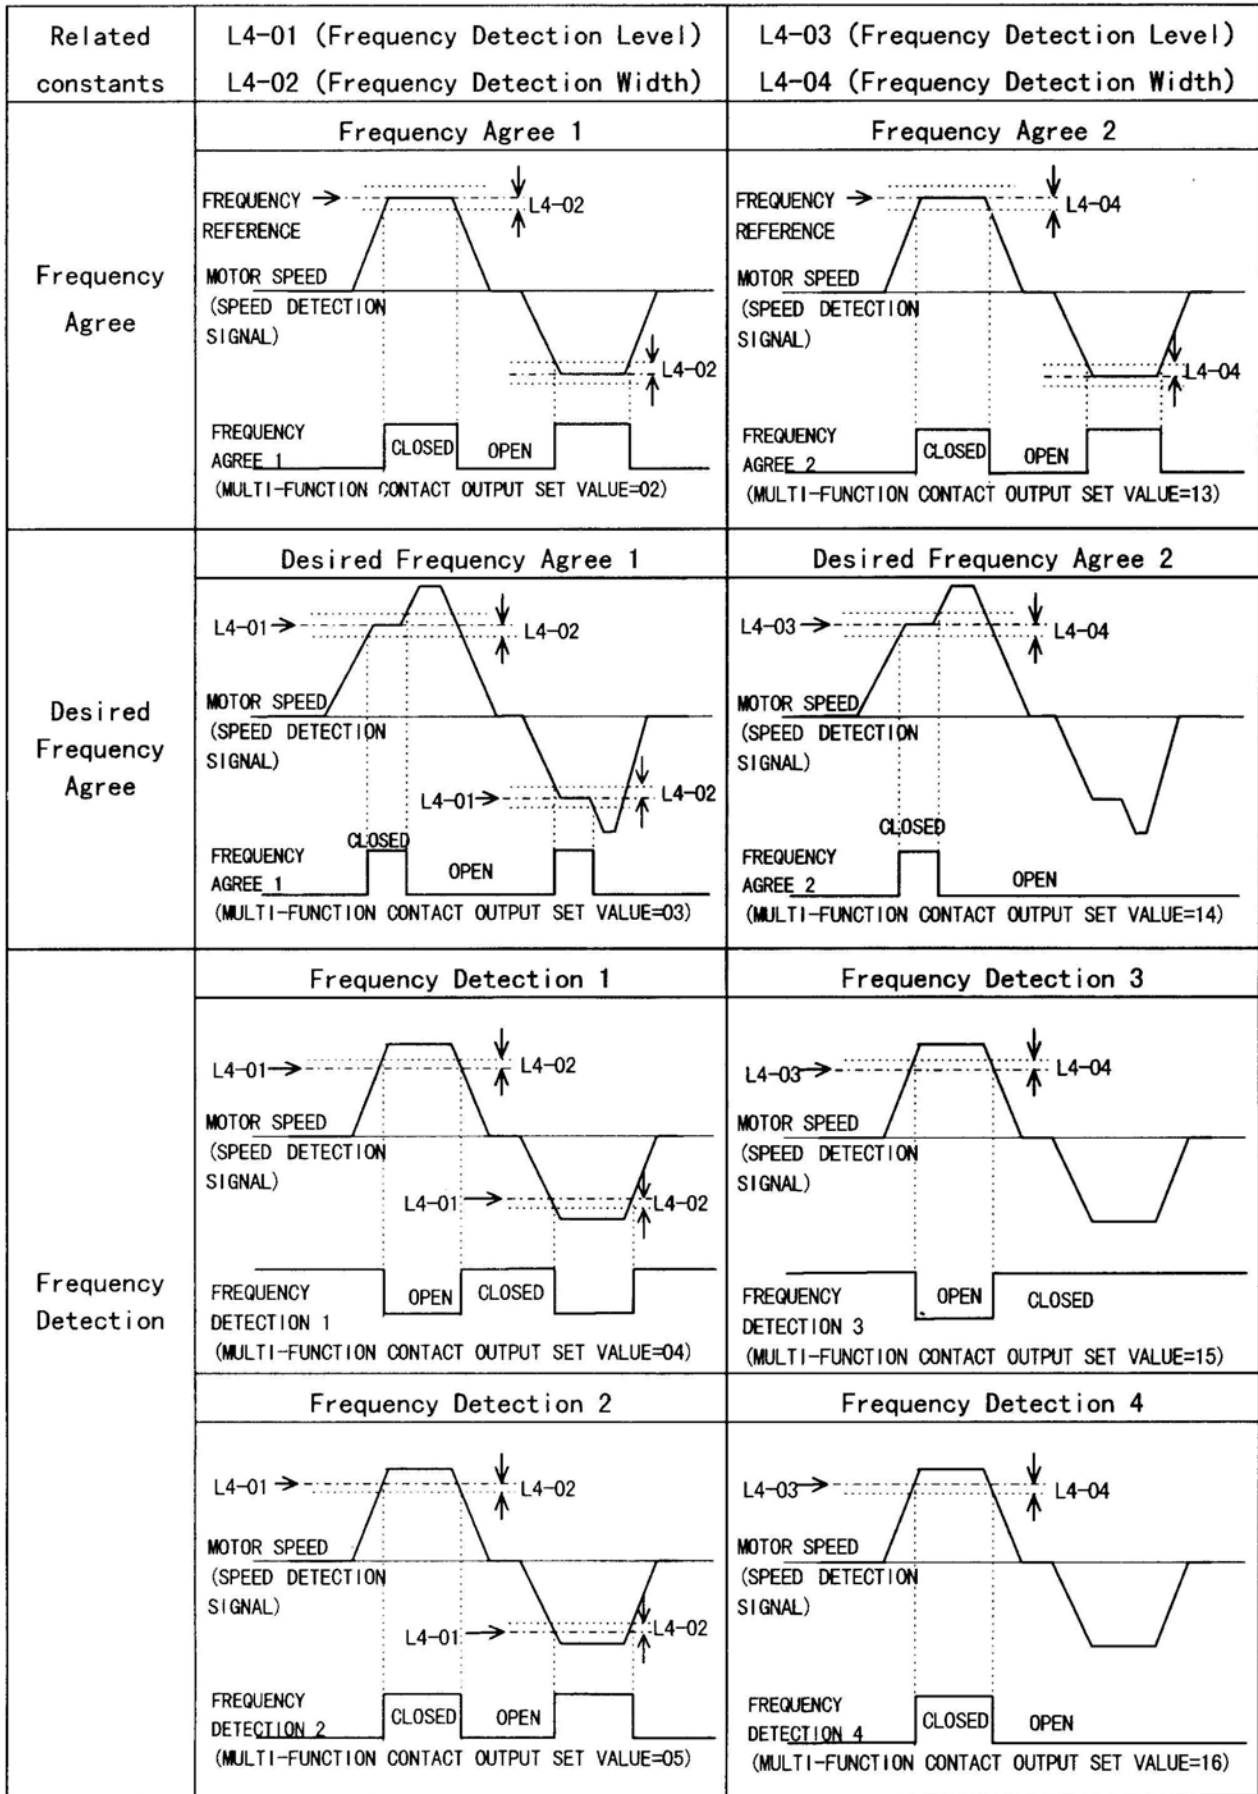 Related
constants
L4-01 (Frequency Detection Level)
L4-02 (Frequency Detection Width)
L4-03 (Frequency Detection Level)
L4-04 (Frequency Detection Width)
Frequency
Agree
Frequency Agree 1
FREQUENCY
REFERENCE
L4-02
MOTOR SPEED
(SPEED DETECTION
SIGNAL)
L4-02
FREQUENCY
AGREE 1
CLOSED
OPEN
(MULTI-FUNCTION CONTACT OUTPUT SET VALUE=02)
Frequency Agree 2
FREQUENCY
REFERENCE
L4-04
MOTOR SPEED
(SPEED DETECTION
SIGNAL)
L4-04
FREQUENCY
AGREE 2
CLOSED
OPEN
(MULTI-FUNCTION CONTACT OUTPUT SET VALUE=13)
Desired
Frequency
Agree
Desired Frequency Agree 1
L4-01
L4-02
MOTOR SPEED
(SPEED DETECTION
SIGNAL)
L4-01
L4-02
CLOSED
FREQUENCY
AGREE 1
OPEN
(MULTI-FUNCTION CONTACT OUTPUT SET VALUE=03)
Desired Frequency Agree 2
L4-03
L4-04
MOTOR SPEED
(SPEED DETECTION
SIGNAL)
CLOSED
FREQUENCY
AGREE 2
OPEN
(MULTI-FUNCTION CONTACT OUTPUT SET VALUE=14)
Frequency
Detection
Frequency Detection 1
L4-01
L4-02
MOTOR SPEED
(SPEED DETECTION
SIGNAL)
L4-01
L4-02
FREQUENCY
DETECTION 1
OPEN
CLOSED
(MULTI-FUNCTION CONTACT OUTPUT SET VALUE=04)
Frequency Detection 3
L4-03
L4-04
MOTOR SPEED
(SPEED DETECTION
SIGNAL)
FREQUENCY
DETECTION 3
OPEN
CLOSED
(MULTI-FUNCTION CONTACT OUTPUT SET VALUE=15)
Frequency Detection 2
L4-01
L4-02
MOTOR SPEED
(SPEED DETECTION
SIGNAL)
L4-01
L4-02
FREQUENCY
DETECTION 2
CLOSED
OPEN
(MULTI-FUNCTION CONTACT OUTPUT SET VALUE=05)
Frequency Detection 4
L4-03
L4-04
MOTOR SPEED
(SPEED DETECTION
SIGNAL)
FREQUENCY
DETECTION 4
CLOSED
OPEN
(MULTI-FUNCTION CONTACT OUTPUT SET VALUE=16)